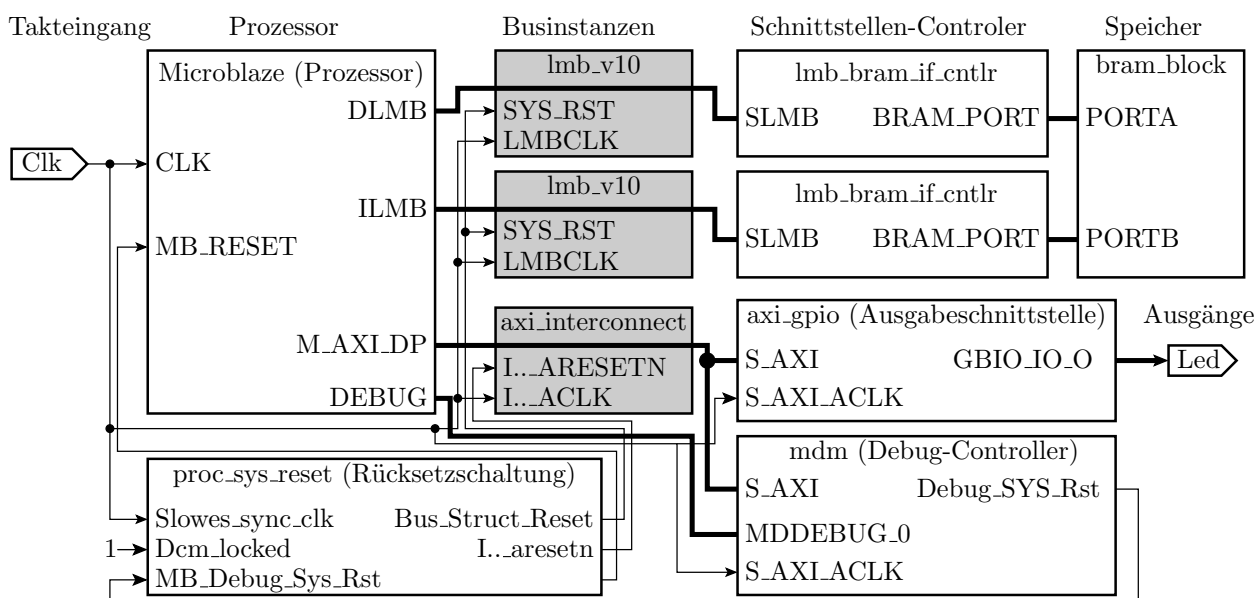 Takteingang Prozessor Businstanzen Schnittstellen-Controler Speicher
Microblaze (Prozessor)
DLMB
CLK
ILMB
MB_RESET
M_AXI_DP
DEBUG
Clk
lmb_v10
SYS_RST
LMBCLK
lmb_v10
SYS_RST
LMBCLK
axi_interconnect
I..._ARESETN
I..._ACLK
lmb_bram_if_cntlr
SLMB BRAM_PORT
lmb_bram_if_cntlr
SLMB BRAM_PORT
bram_block
PORTA
PORTB
axi_gpio (Ausgabeschnittstelle)
S_AXI GBIO_IO_O
S_AXI_ACLK
Ausgänge
Led
mdm (Debug-Controller)
S_AXI Debug_SYS_Rst
MDDEBUG_0
S_AXI_ACLK
proc_sys_reset (Rücksetzschaltung)
Slowes_sync_clk Bus_Struct_Reset
1 Dcm_locked I..._aresetn
MB_Debug_Sys_Rst